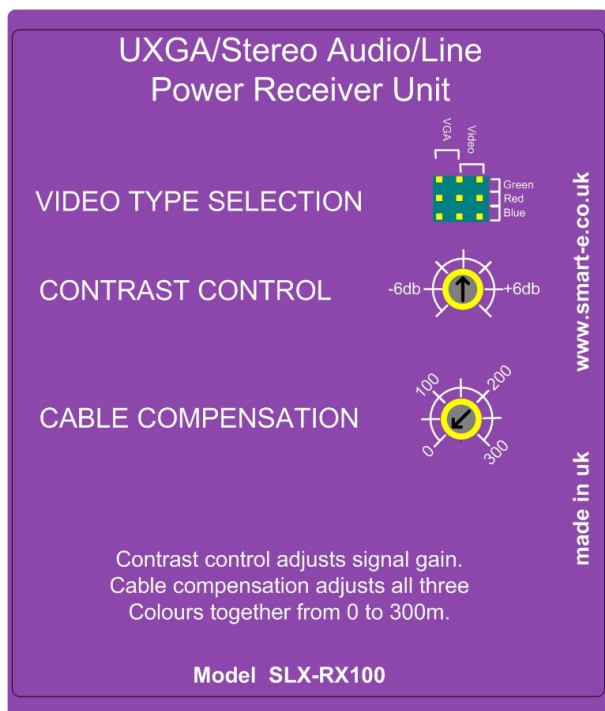 UXGA/Stereo Audio/Line
Power Receiver Unit
VGA
Video
VIDEO TYPE SELECTION
Green
Red
Blue
CONTRAST CONTROL
-6db
+6db
CABLE COMPENSATION
0
100
200
300
www.smart-e.co.uk
made in uk
Contrast control adjusts signal gain.
Cable compensation adjusts all three
Colours together from 0 to 300m.
Model SLX-RX100